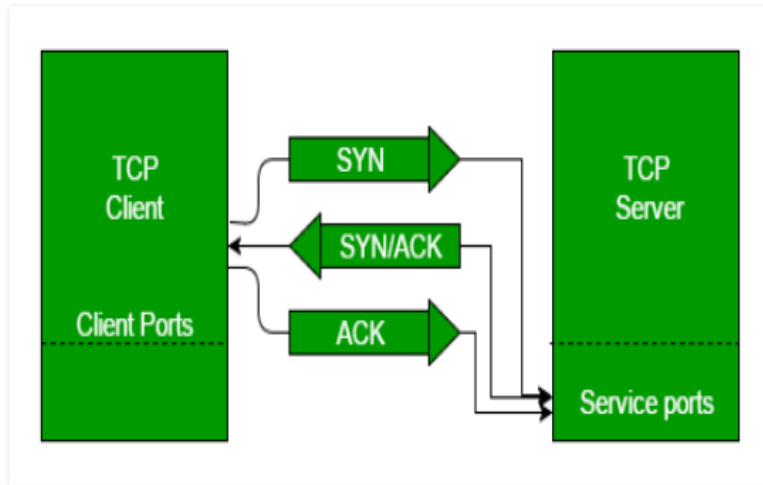 TCP
Client
Client Ports
SYN
SYN/ACK
ACK
TCP
Server
Service ports